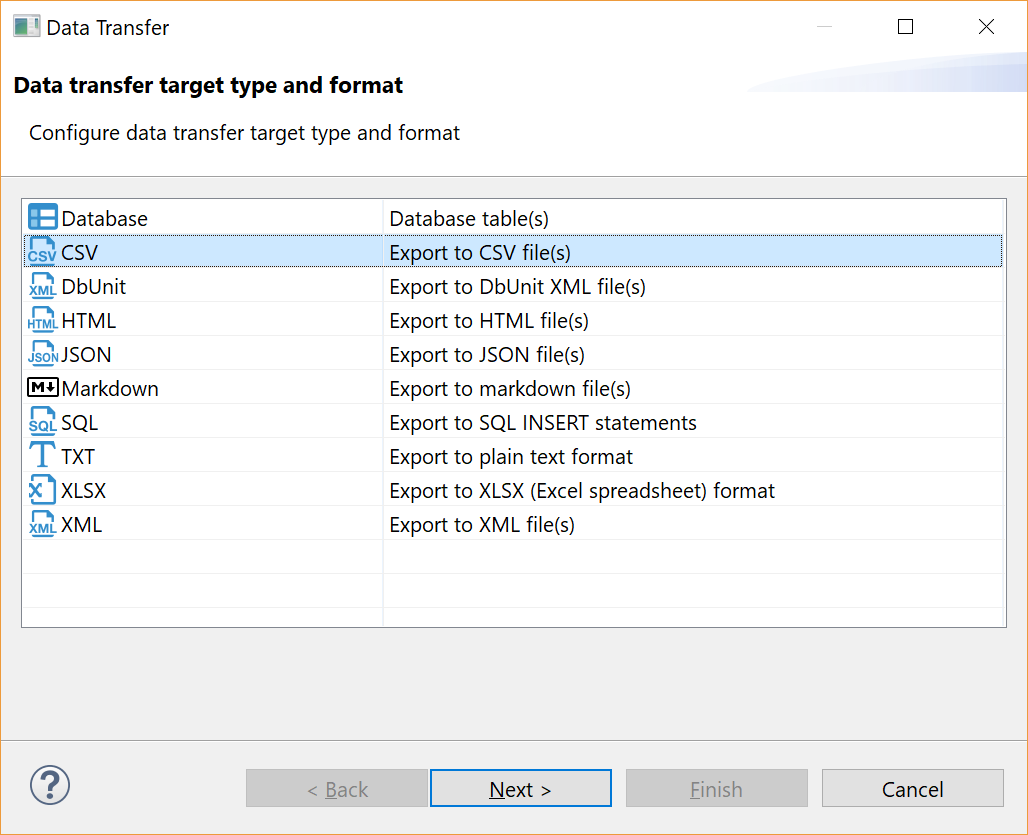 Data Transfer
Data transfer target type and format
Configure data transfer target type and format
Database Database table(s)
CSV CSV Export to CSV file(s)
XML DbUnit Export to DbUnit XML file(s)
HTML HTML Export to HTML file(s)
JSON JSON Export to JSON file(s)
M Markdown Export to markdown file(s)
SQL SQL Export to SQL INSERT statements
T TXT Export to plain text format
X XLSX Export to XLSX (Excel spreadsheet) format
XML XML Export to XML file(s)
? < Back Next > Finish Cancel